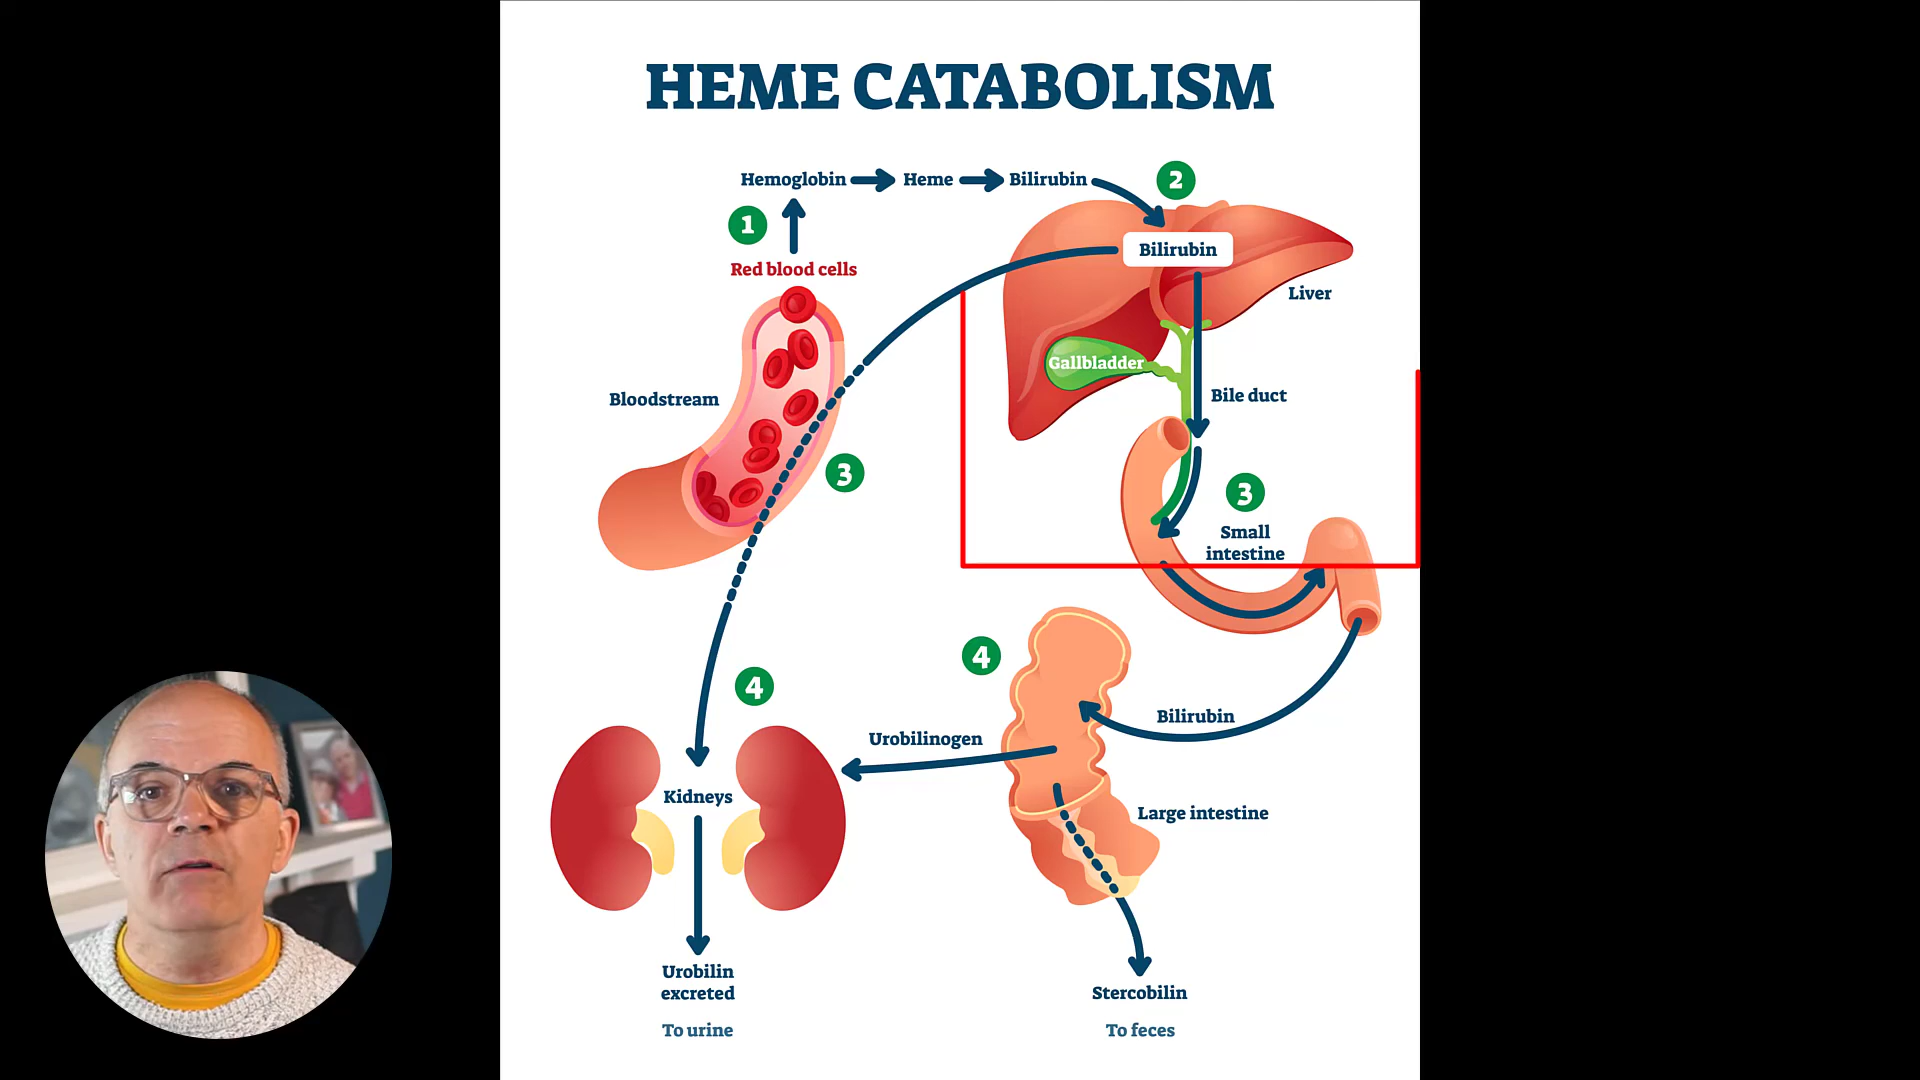 HEME CATABOLISM
Hemoglobin
Heme
Bilirubin
2
1
Red blood cells
Bilirubin
Liver
Gallbladder
Bile duct
Bloodstream
3
3
Small
intestine
4
4
Bilirubin
Urobilinogen
Kidneys
Large intestine
Urobilin
excreted
To urine
Stercobilin
To feces